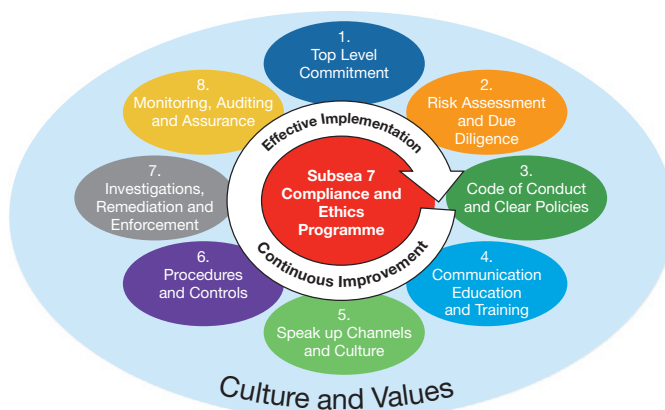 1.
Top Level
Commitment
2.
Risk Assessment
and Due
Diligence
3.
Code of Conduct
and Clear Policies
4.
Communication
Education
and Training
5.
Speak up Channels
and Culture
6.
Procedures
and Controls
7.
Investigations,
Remediation and
Enforcement
8.
Monitoring, Auditing
and Assurance
Effective Implementation
Subsea 7
Compliance and
Ethics
Programme
Continuous Improvement
Culture and Values